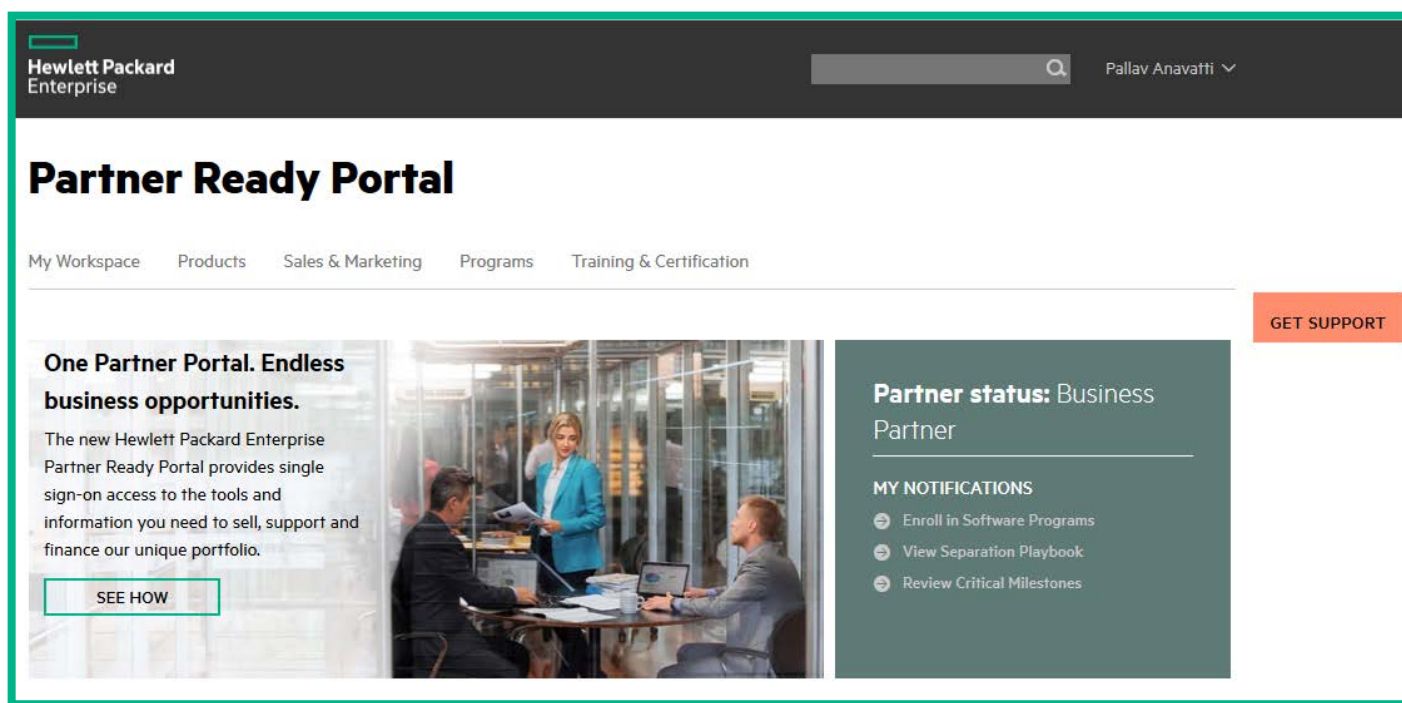 Hewlett Packard
Enterprise
Pallav Anavatti
Partner Ready Portal
My Workspace Products Sales & Marketing Programs Training & Certification
GET SUPPORT
One Partner Portal. Endless
business opportunities.
The new Hewlett Packard Enterprise
Partner Ready Portal provides single
sign-on access to the tools and
information you need to sell, support and
finance our unique portfolio.
SEE HOW
Partner status: Business
Partner
MY NOTIFICATIONS
Enroll in Software Programs
View Separation Playbook
Review Critical Milestones